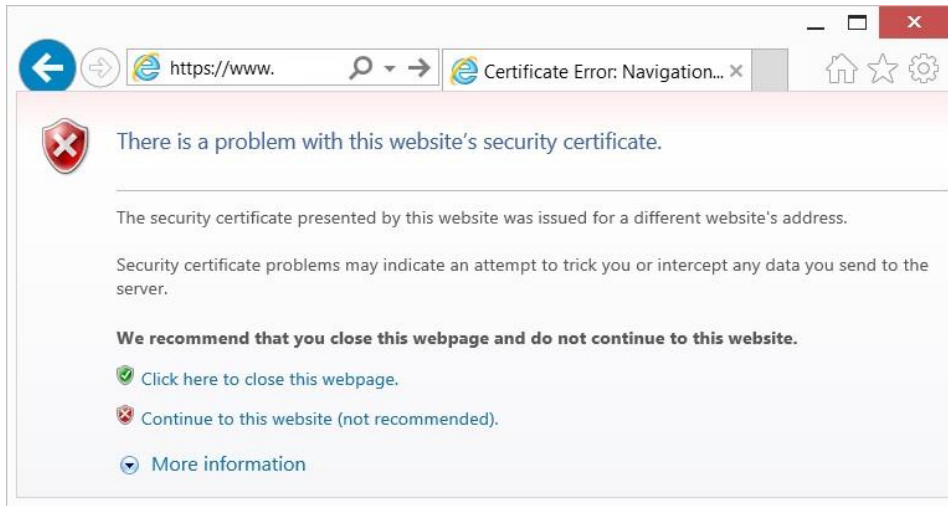 https://www.
Certificate Error: Navigation...
There is a problem with this website's security certificate.
The security certificate presented by this website was issued for a different website's address.
Security certificate problems may indicate an attempt to trick you or intercept any data you send to the
server.
We recommend that you close this webpage and do not continue to this website.
Click here to close this webpage.
Continue to this website (not recommended).
More information